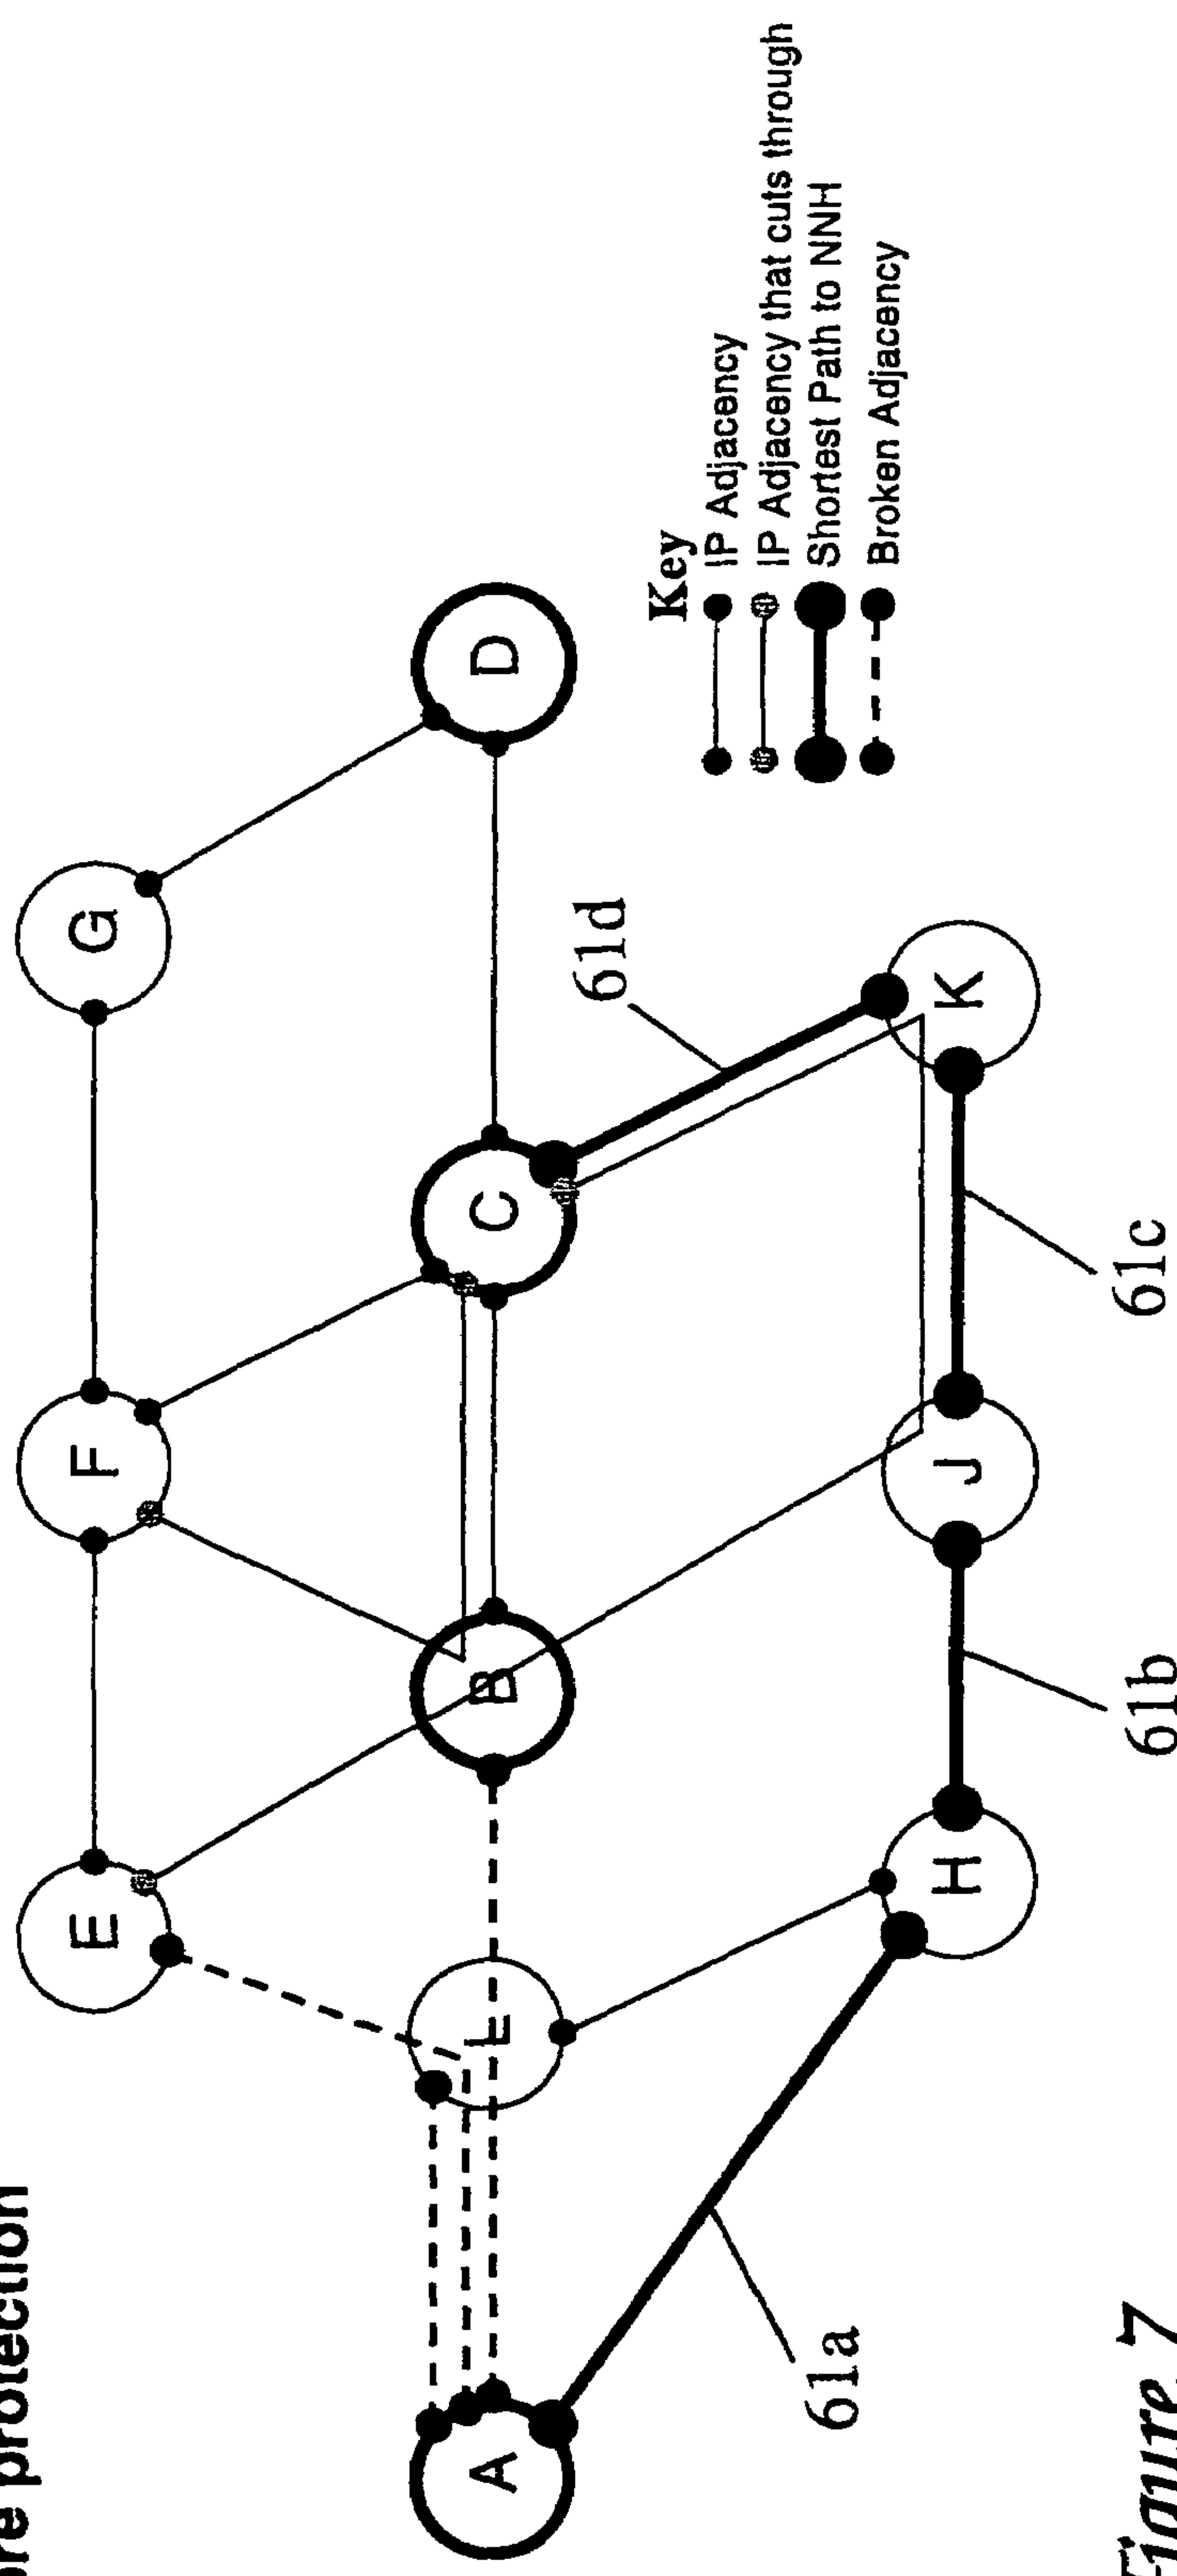 protection
E
F
G
A
L
B
C
D
H
J
K
61a
61b
61c
61d
Key
IP Adjacency
IP Adjacency that cuts through
Shortest Path to NNH
Broken Adjacency
Figure 7